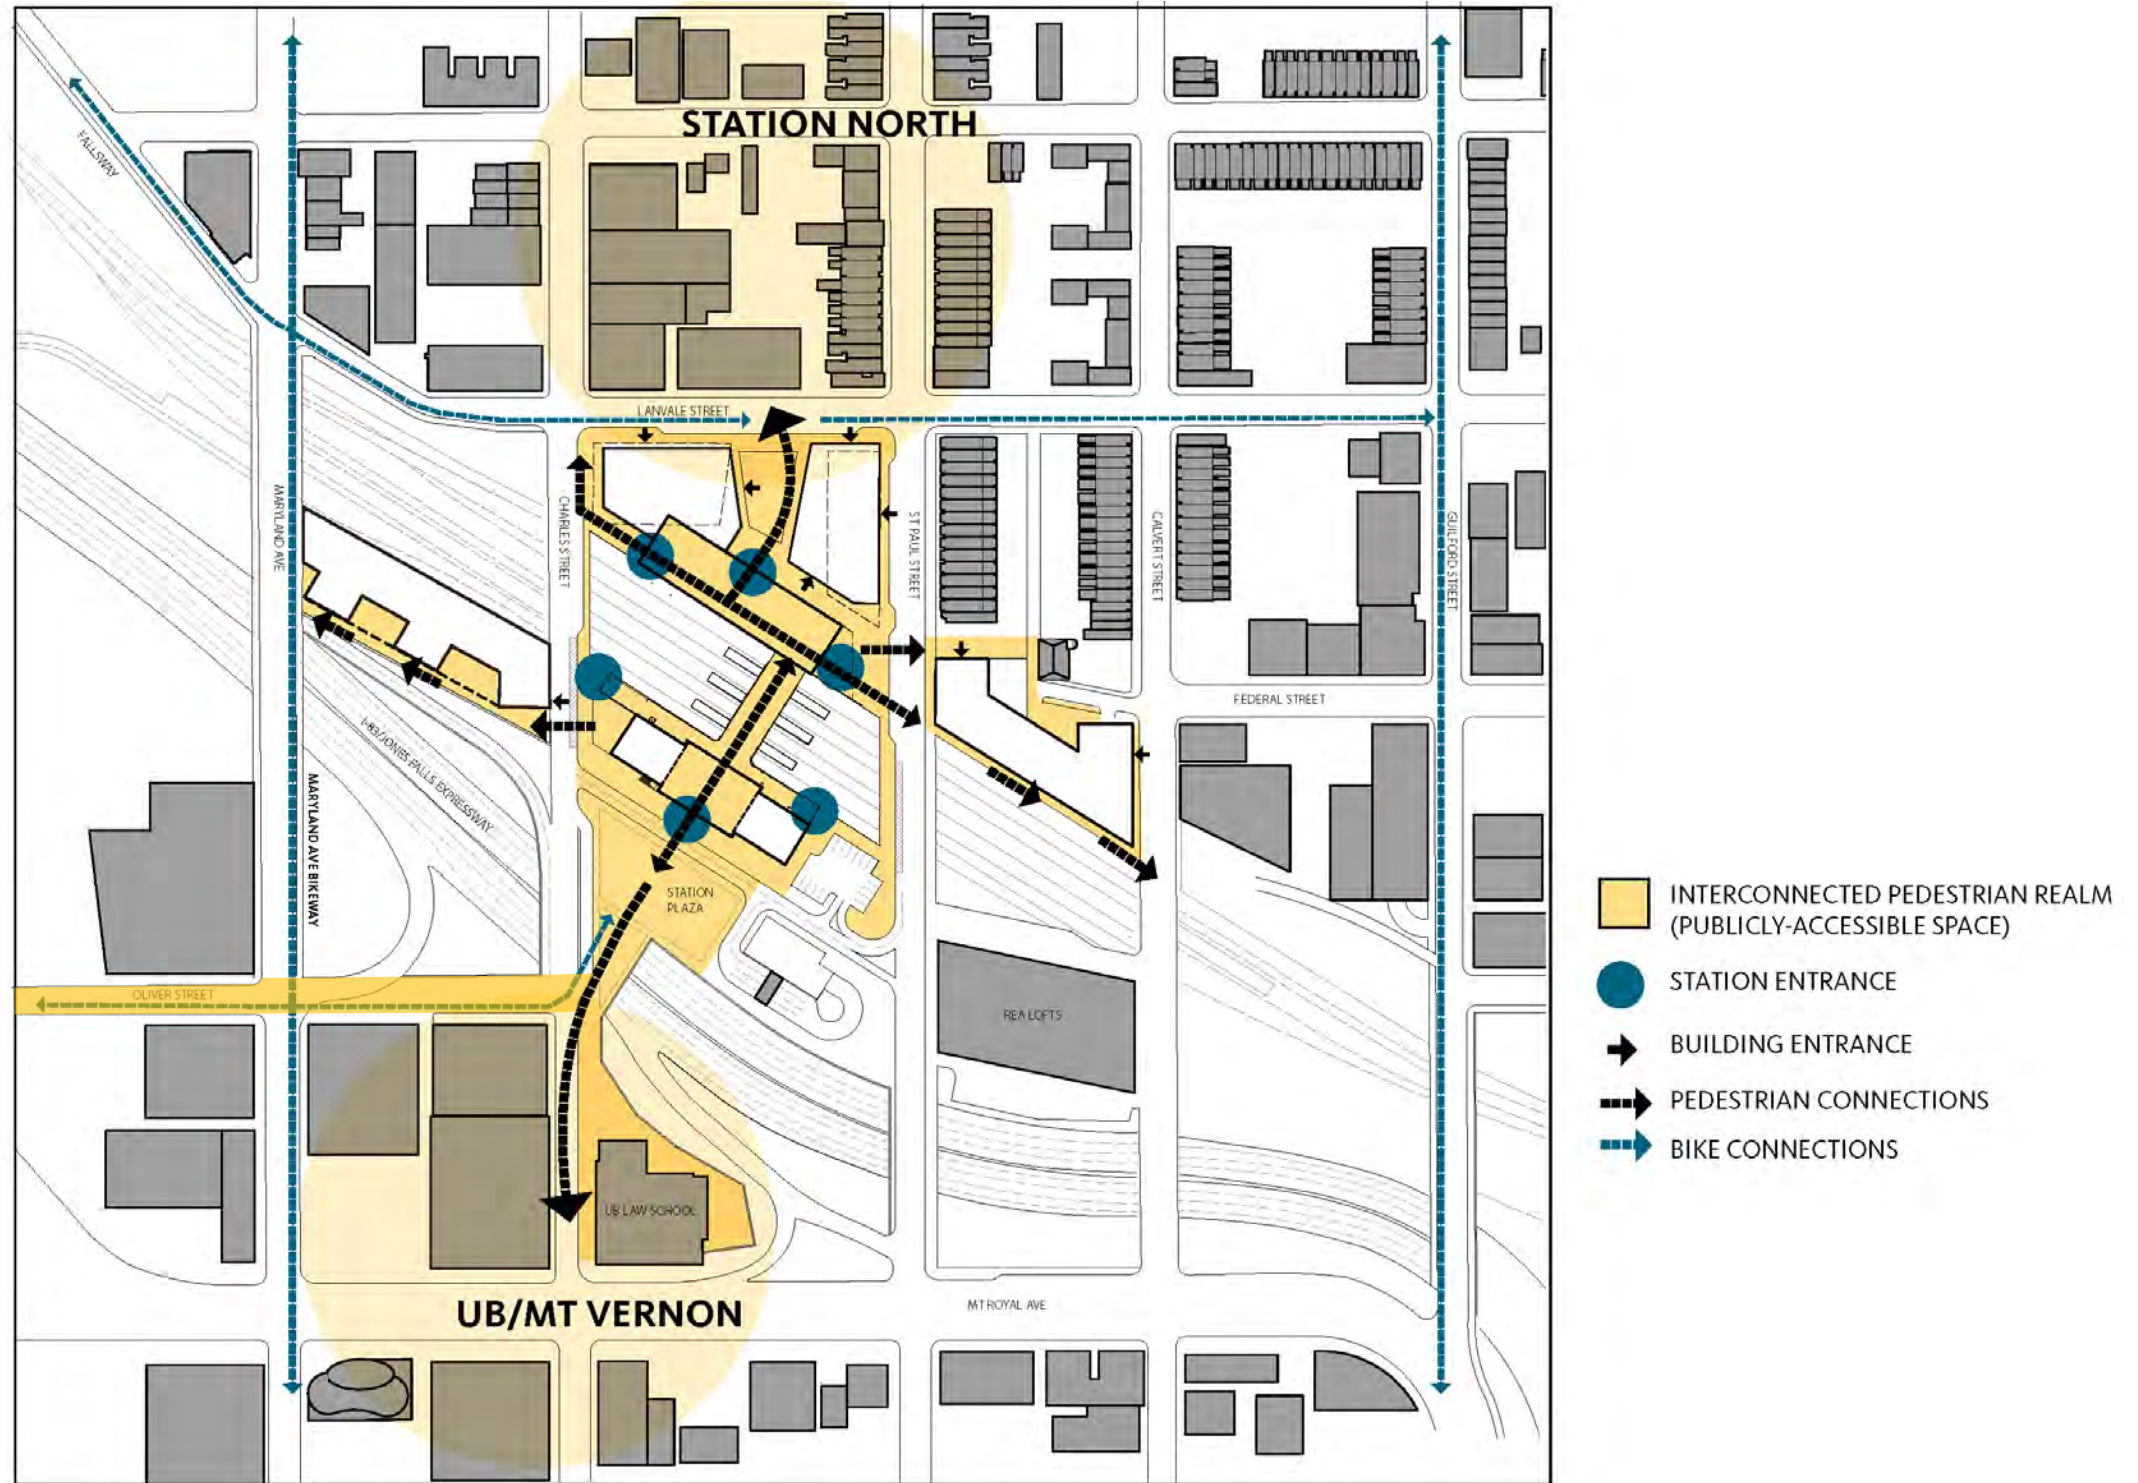 STATION NORTH
FALLSWAY
LANVALE STREET
MARYLAND AVE
CHARLES STREET
ST PAUL STREET
CALVERT STREET
GUILFORD STREET
FEDERAL STREET
I-83/JONES FALLS EXPRESSWAY
MARYLAND AVE BIKEWAY
STATION
PLAZA
OLIVER STREET
REA LOFTS
UB LAW SCHOOL
UB/MT VERNON
MT ROYAL AVE
INTERCONNECTED PEDESTRIAN REALM
(PUBLICLY-ACCESSIBLE SPACE)
STATION ENTRANCE
BUILDING ENTRANCE
PEDESTRIAN CONNECTIONS
BIKE CONNECTIONS